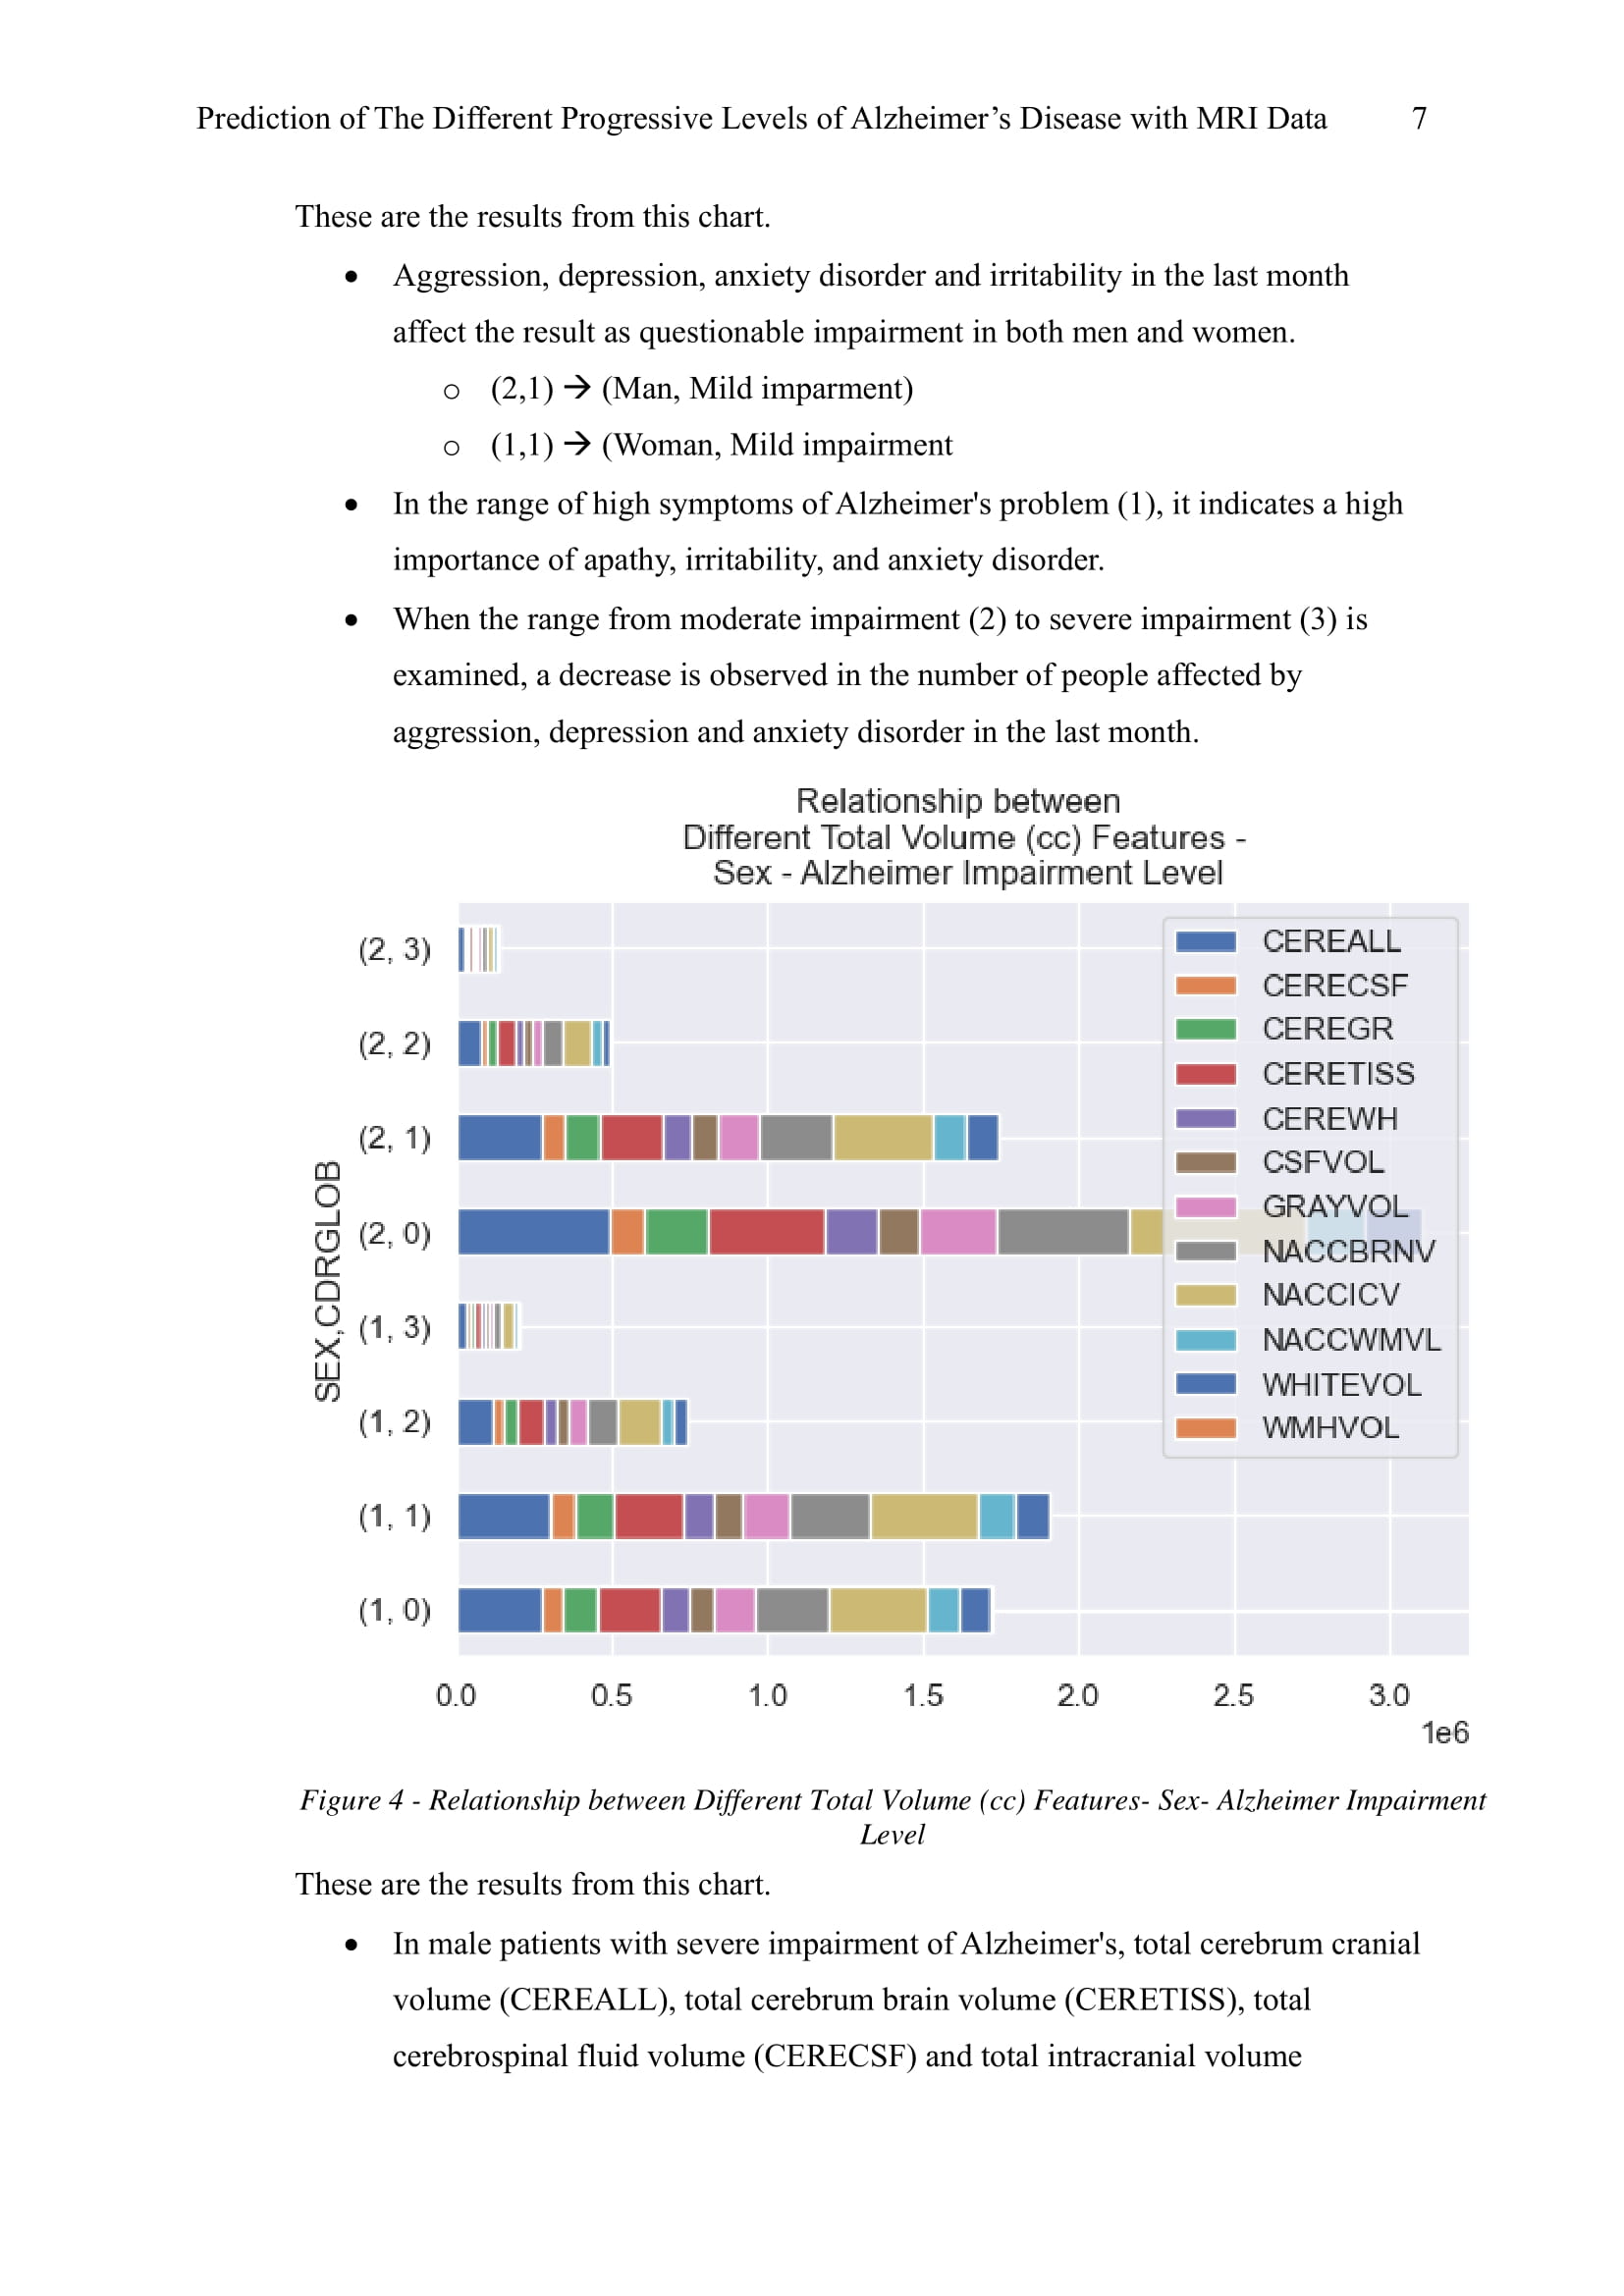 Prediction of The Different Progressive Levels of Alzheimer’s Disease with MRI Data 7
These are the results from this chart.
• Aggression, depression, anxiety disorder and irritability in the last month
affect the result as questionable impairment in both men and women.
o (2,1) → (Man, Mild imparment)
o (1,1) → (Woman, Mild impairment
• In the range of high symptoms of Alzheimer's problem (1), it indicates a high
importance of apathy, irritability, and anxiety disorder.
• When the range from moderate impairment (2) to severe impairment (3) is
examined, a decrease is observed in the number of people affected by
aggression, depression and anxiety disorder in the last month.
Relationship between
Different Total Volume (cc) Features -
Sex - Alzheimer Impairment Level
SEX,CDRGLOB
(2, 3)
(2, 2)
(2, 1)
(2, 0)
(1, 3)
(1, 2)
(1, 1)
(1, 0)
CEREALL
CERECSF
CEREGR
CERETISS
CEREWH
CSFVOL
GRAYVOL
NACCBRNV
NACCICV
NACCWMVL
WHITEVOL
WMHVOL
0.0 0.5 1.0 1.5 2.0 2.5 3.0
1e6
Figure 4 - Relationship between Different Total Volume (cc) Features- Sex- Alzheimer Impairment
Level
These are the results from this chart.
• In male patients with severe impairment of Alzheimer's, total cerebrum cranial
volume (CEREALL), total cerebrum brain volume (CERETISS), total
cerebrospinal fluid volume (CERECSF) and total intracranial volume